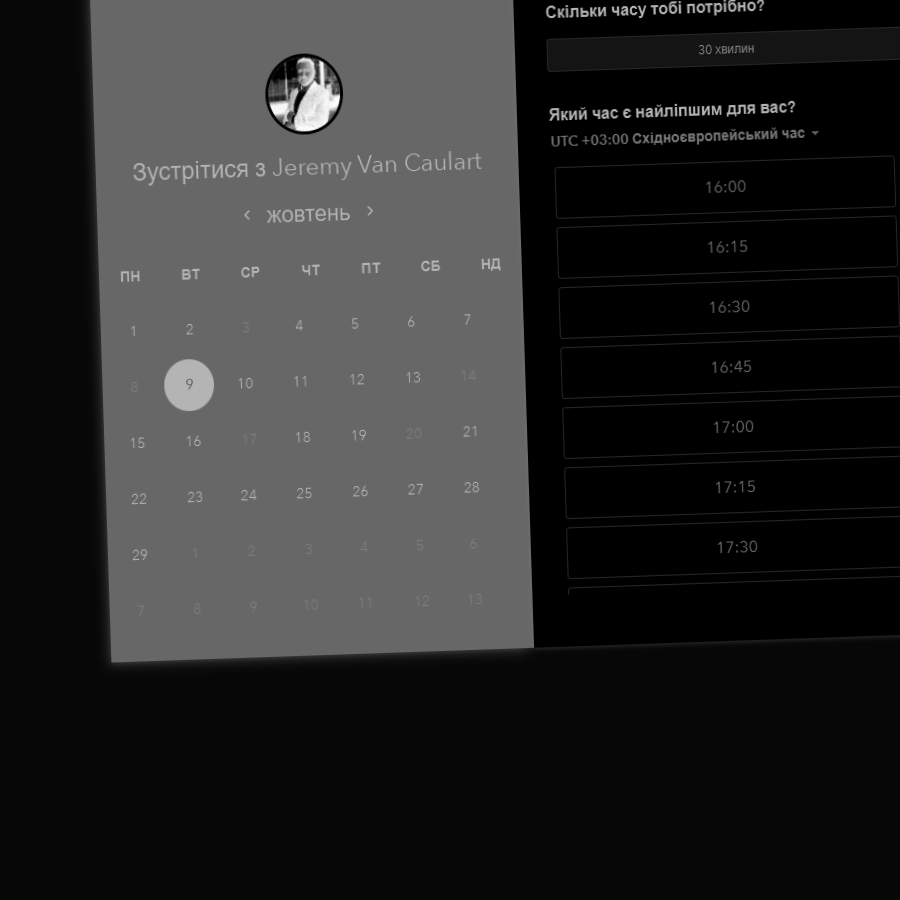 Зустрітися з Jeremy Van Caulart
‹ жовтень ›
ПН ВТ СР ЧТ ПТ СБ НД
1 2 3 4 5 6 7
8 9 10 11 12 13 14
15 16 17 18 19 20 21
22 23 24 25 26 27 28
29 1 2 3 4 5 6
7 8 9 10 11 12 13
Скільки часу тобі потрібно?
30 хвилин
Який час є найліпшим для вас?
UTC +03:00 Східноєвропейський час
16:00
16:15
16:30
16:45
17:00
17:15
17:30